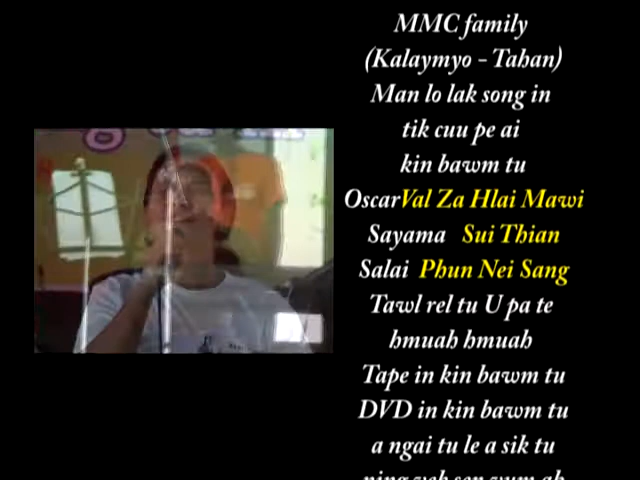 MMC family
(Kalaymyo - Tahan)
Man lo lak song in
tik cuu pe ai
kin bawm tu
OscarVal Za Hlai Mawi
Sayama Sui Thian
Salai Phun Nei Sang
Tawl rel tu U pa te
hmuah hmuah
Tape in kin bawm tu
DVD in kin bawm tu
a ngai tu le a sik tu